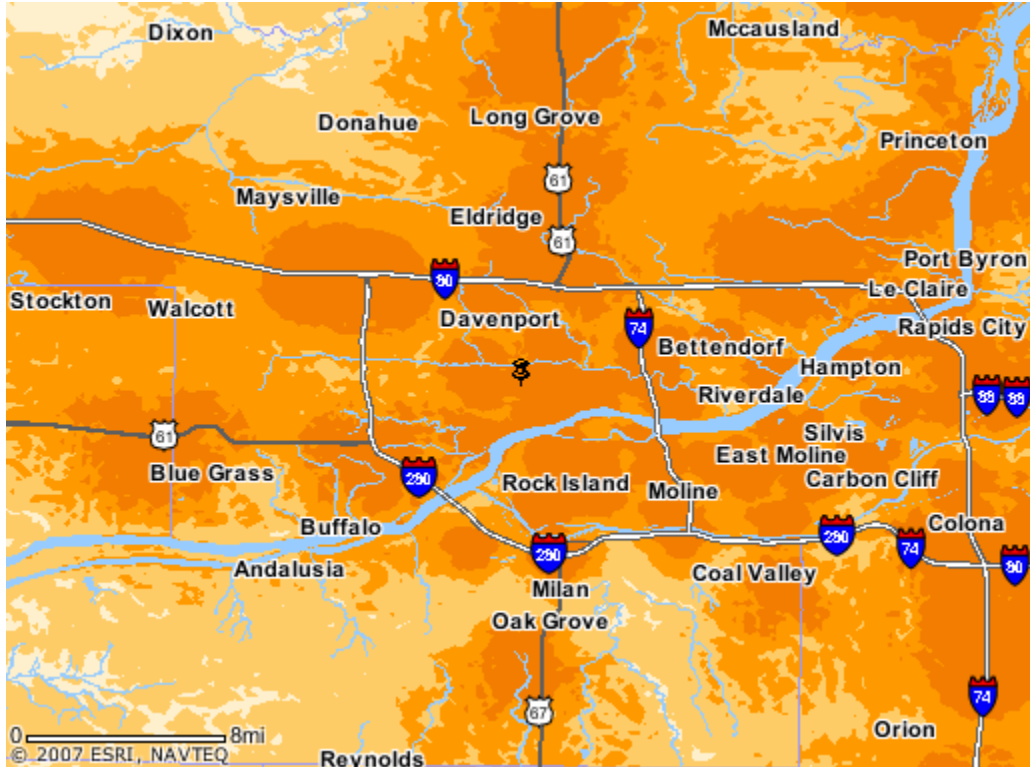 Dixon
Mccausland
Donahue
Long Grove
Princeton
61
Maysville
Eldridge
61
Port Byron
80
Le Claire
Stockton
Walcott
Davenport
74
Rapids City
Bettendorf
Hampton
Riverdale
88
88
61
Silvis
East Moline
Blue Grass
280
Rock Island
Moline
Carbon Cliff
Buffalo
280
Colona
280
74
80
Andalusia
Milan
Coal Valley
Oak Grove
74
67
Orion
0 8mi
© 2007 ESRI, NAVTEQ
Reynolds